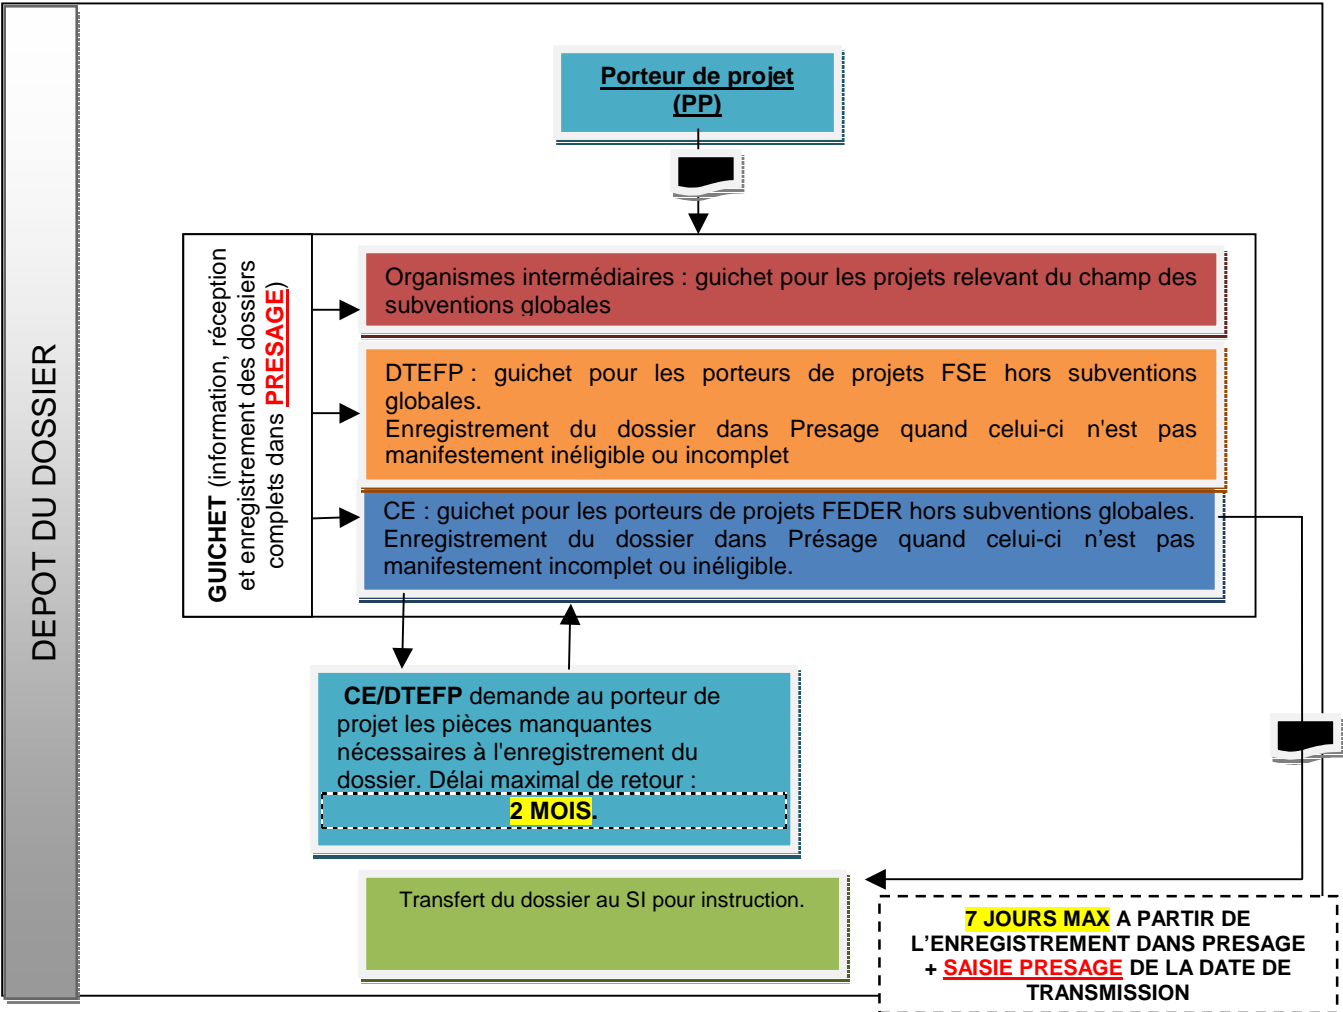 DEPOT DU DOSSIER
Porteur de projet
(PP)
GUICHET (information, réception
et enregistrement des dossiers
complets dans PRESAGE)
Organismes intermédiaires : guichet pour les projets relevant du champ des
subventions globales
DTEFP : guichet pour les porteurs de projets FSE hors subventions
globales.
Enregistrement du dossier dans Presage quand celui-ci n'est pas
manifestement inéligible ou incomplet
CE : guichet pour les porteurs de projets FEDER hors subventions globales.
Enregistrement du dossier dans Présage quand celui-ci n’est pas
manifestement incomplet ou inéligible.
CE/DTEFP demande au porteur de
projet les pièces manquantes
nécessaires à l'enregistrement du
dossier. Délai maximal de retour :
2 MOIS.
Transfert du dossier au SI pour instruction.
7 JOURS MAX A PARTIR DE
L’ENREGISTREMENT DANS PRESAGE
+ SAISIE PRESAGE DE LA DATE DE
TRANSMISSION